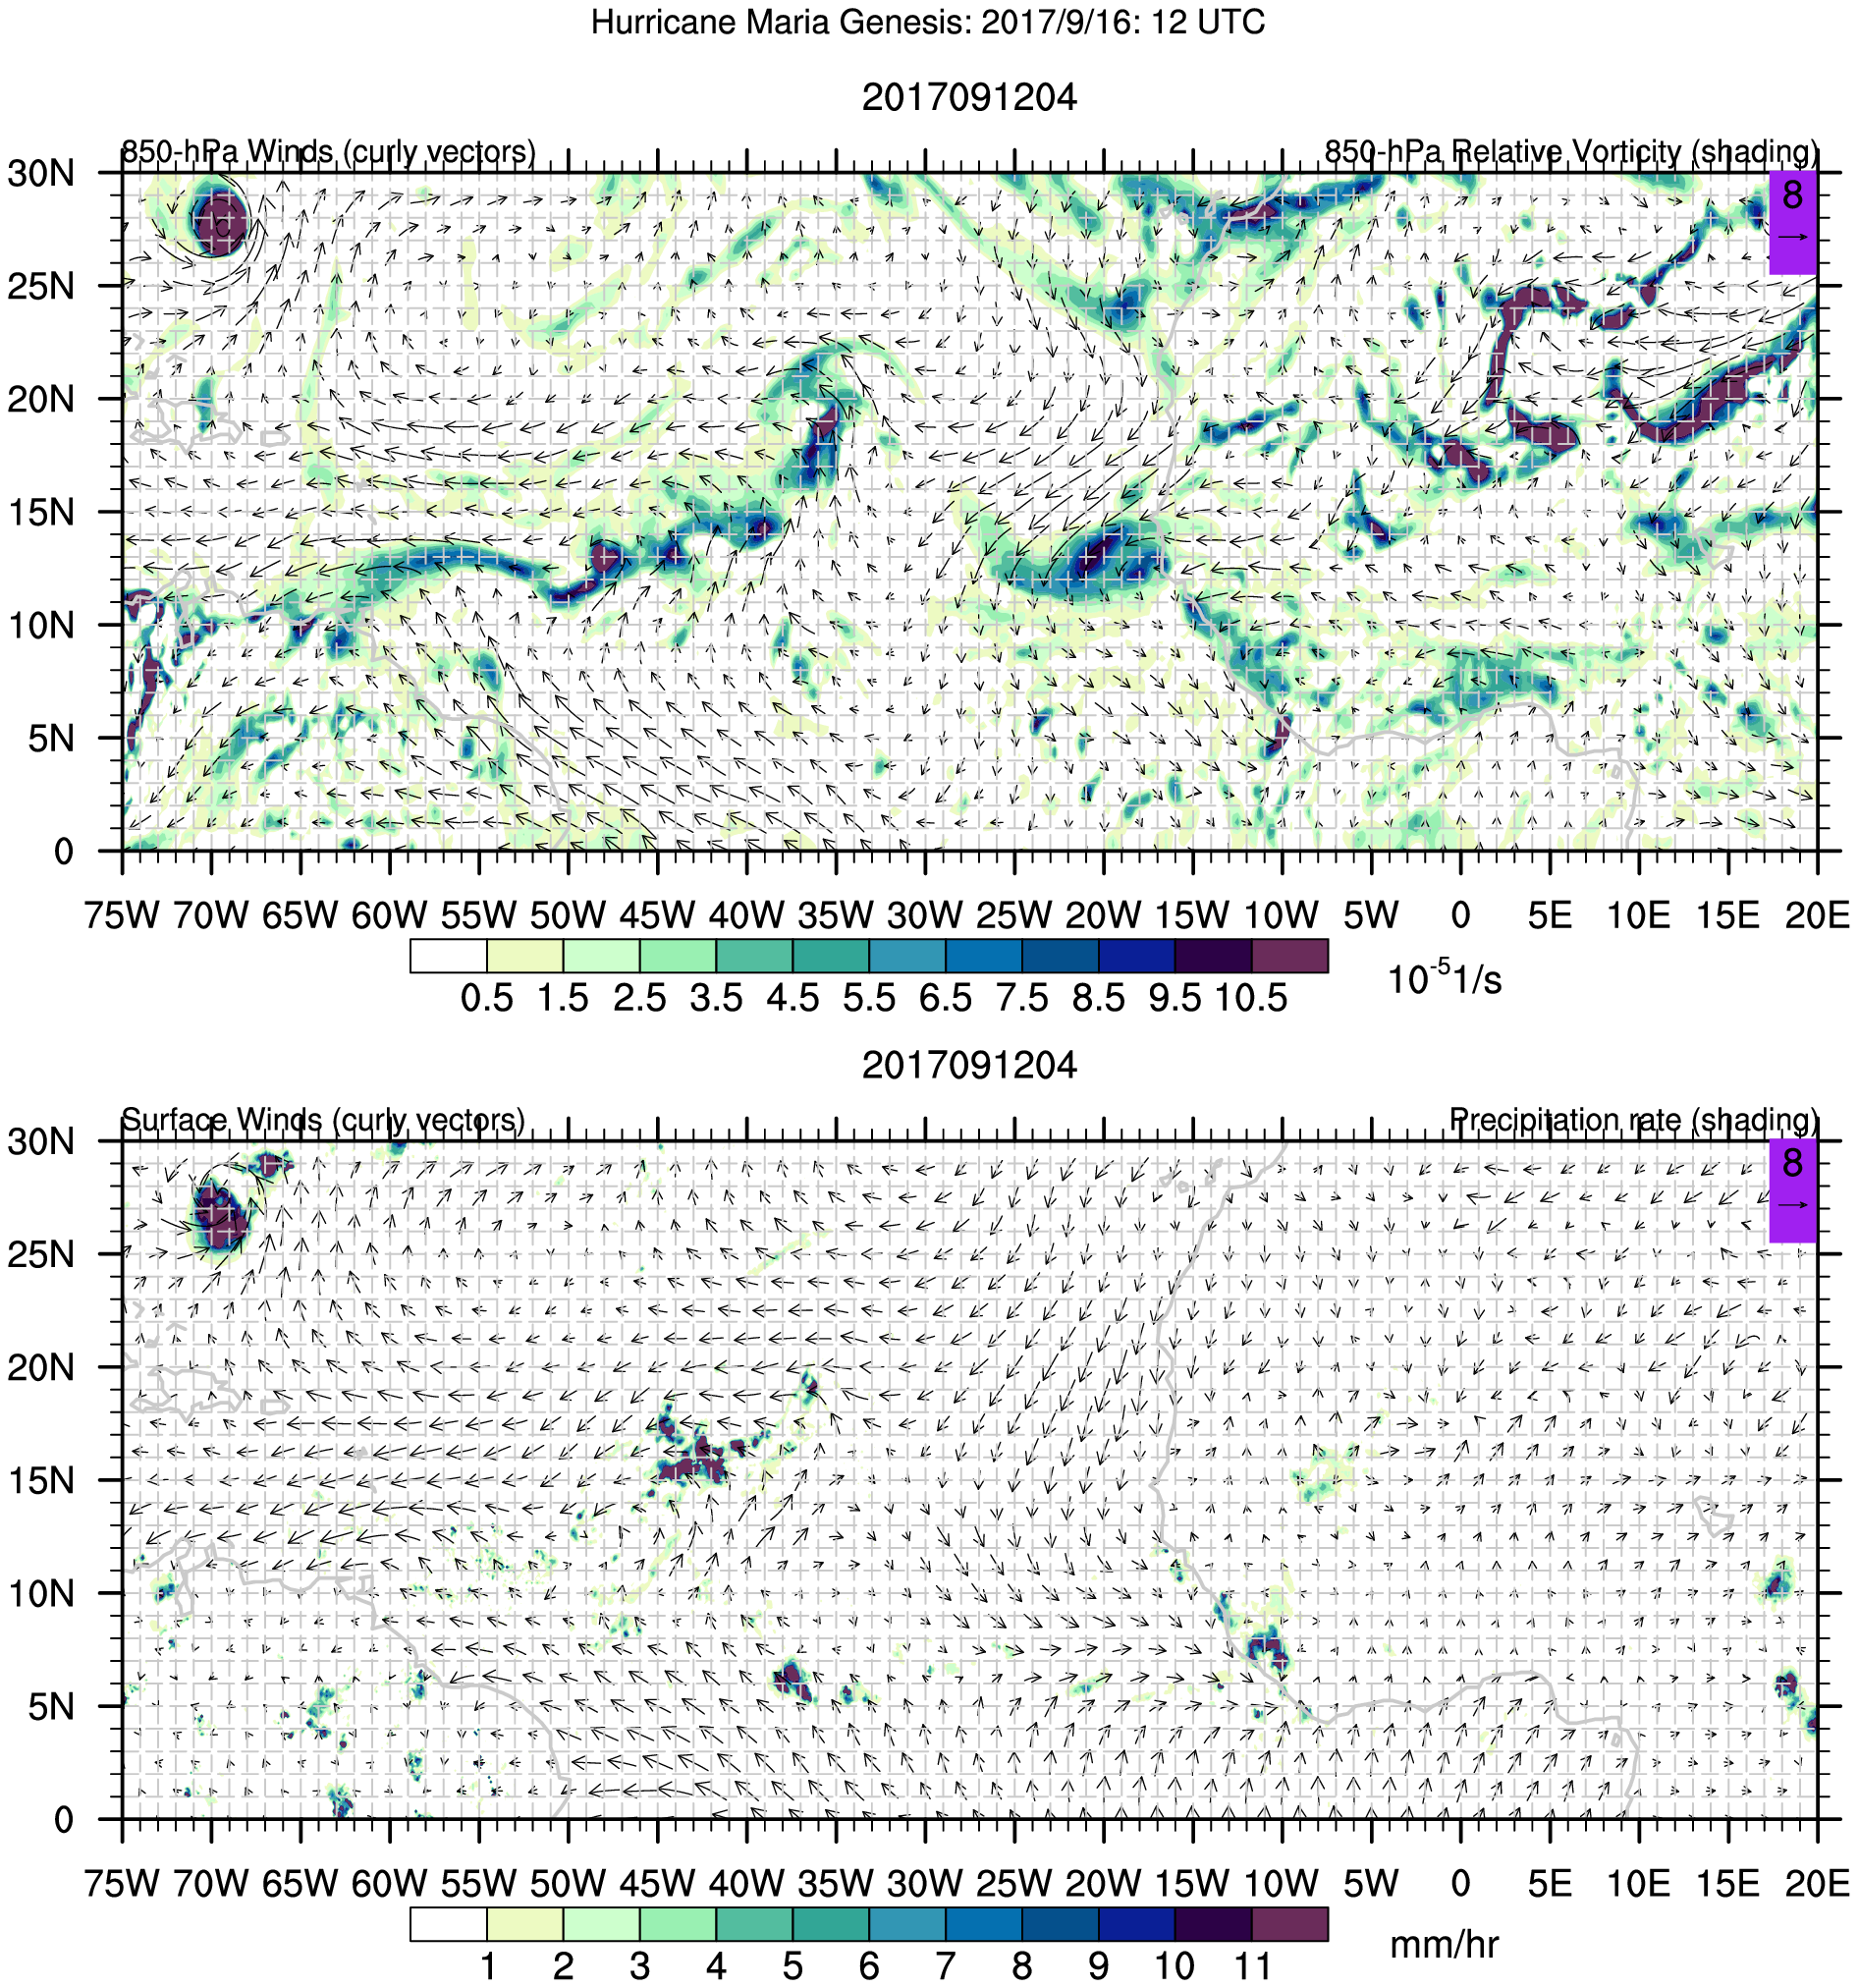 Hurricane Maria Genesis: 2017/9/16: 12 UTC
2017091204
850-hPa Winds (curly vectors) 850-hPa Relative Vorticity (shading)
30N
8
25N
20N
15N
10N
5N
0
75W 70W 65W 60W 55W 50W 45W 40W 35W 30W 25W 20W 15W 10W 5W 0 5E 10E 15E 20E
0.5 1.5 2.5 3.5 4.5 5.5 6.5 7.5 8.5 9.5 10.5
10⁻⁵1/s
2017091204
Surface Winds (curly vectors) Precipitation rate (shading)
30N
8
25N
20N
15N
10N
5N
0
75W 70W 65W 60W 55W 50W 45W 40W 35W 30W 25W 20W 15W 10W 5W 0 5E 10E 15E 20E
1 2 3 4 5 6 7 8 9 10 11
mm/hr